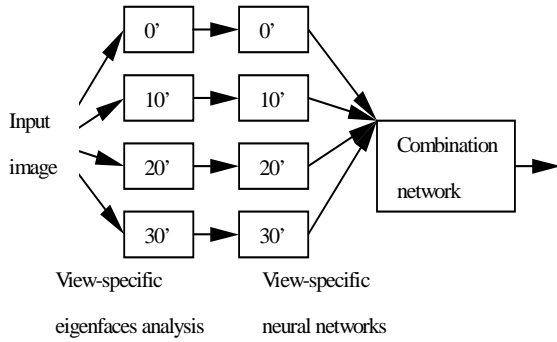 0’ 0’
10’ 10’
Input
image
Combination
network
20’ 20’
30’ 30’
View-specific
eigenfaces analysis
View-specific
neural networks